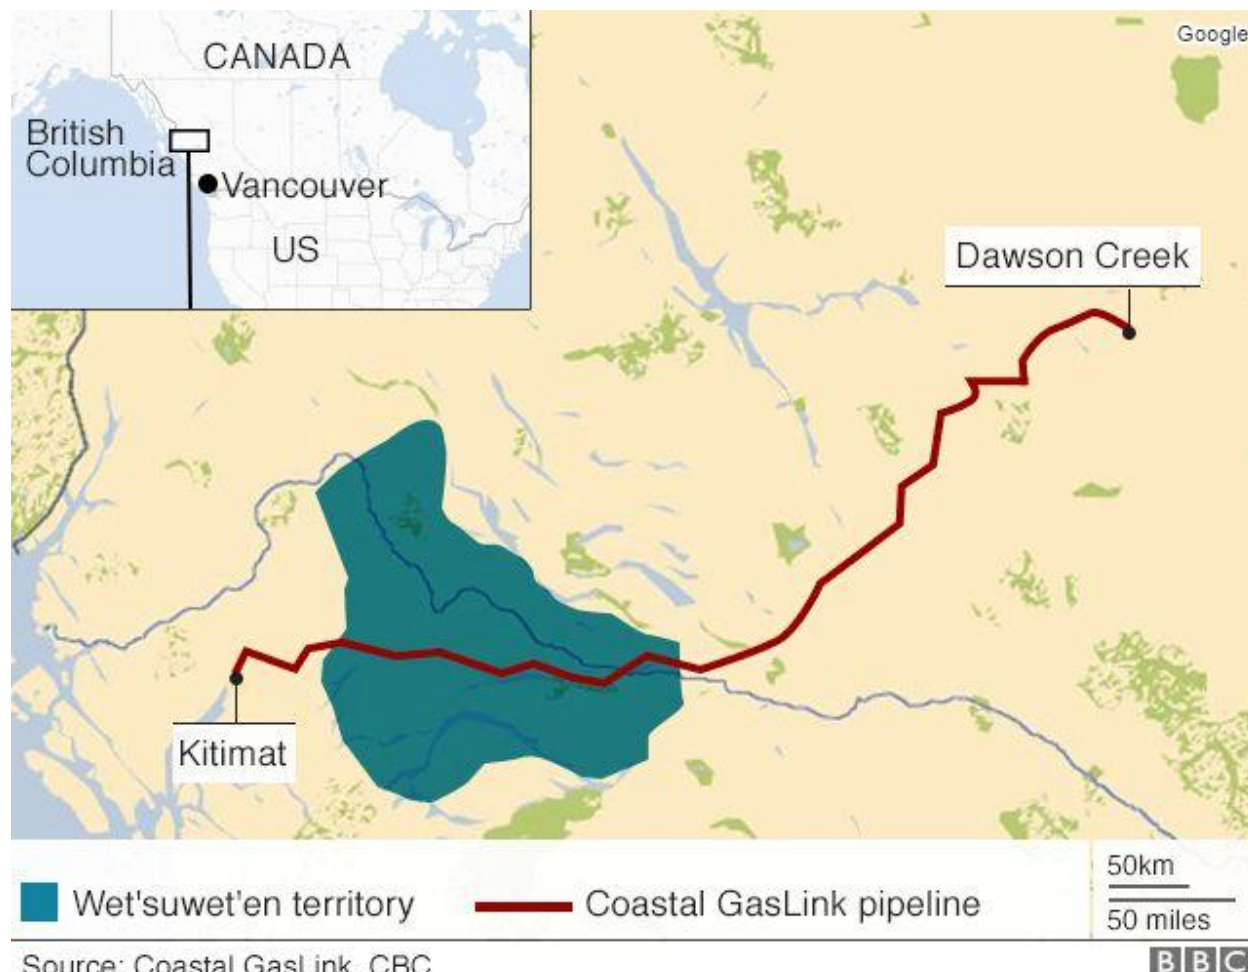 CANADA
British
Columbia
Vancouver
US
Google
Dawson Creek
Kitimat
Wet'suwet'en territory
Coastal GasLink pipeline
50km
50 miles
Source: Coastal GasLink, CBC
BBC